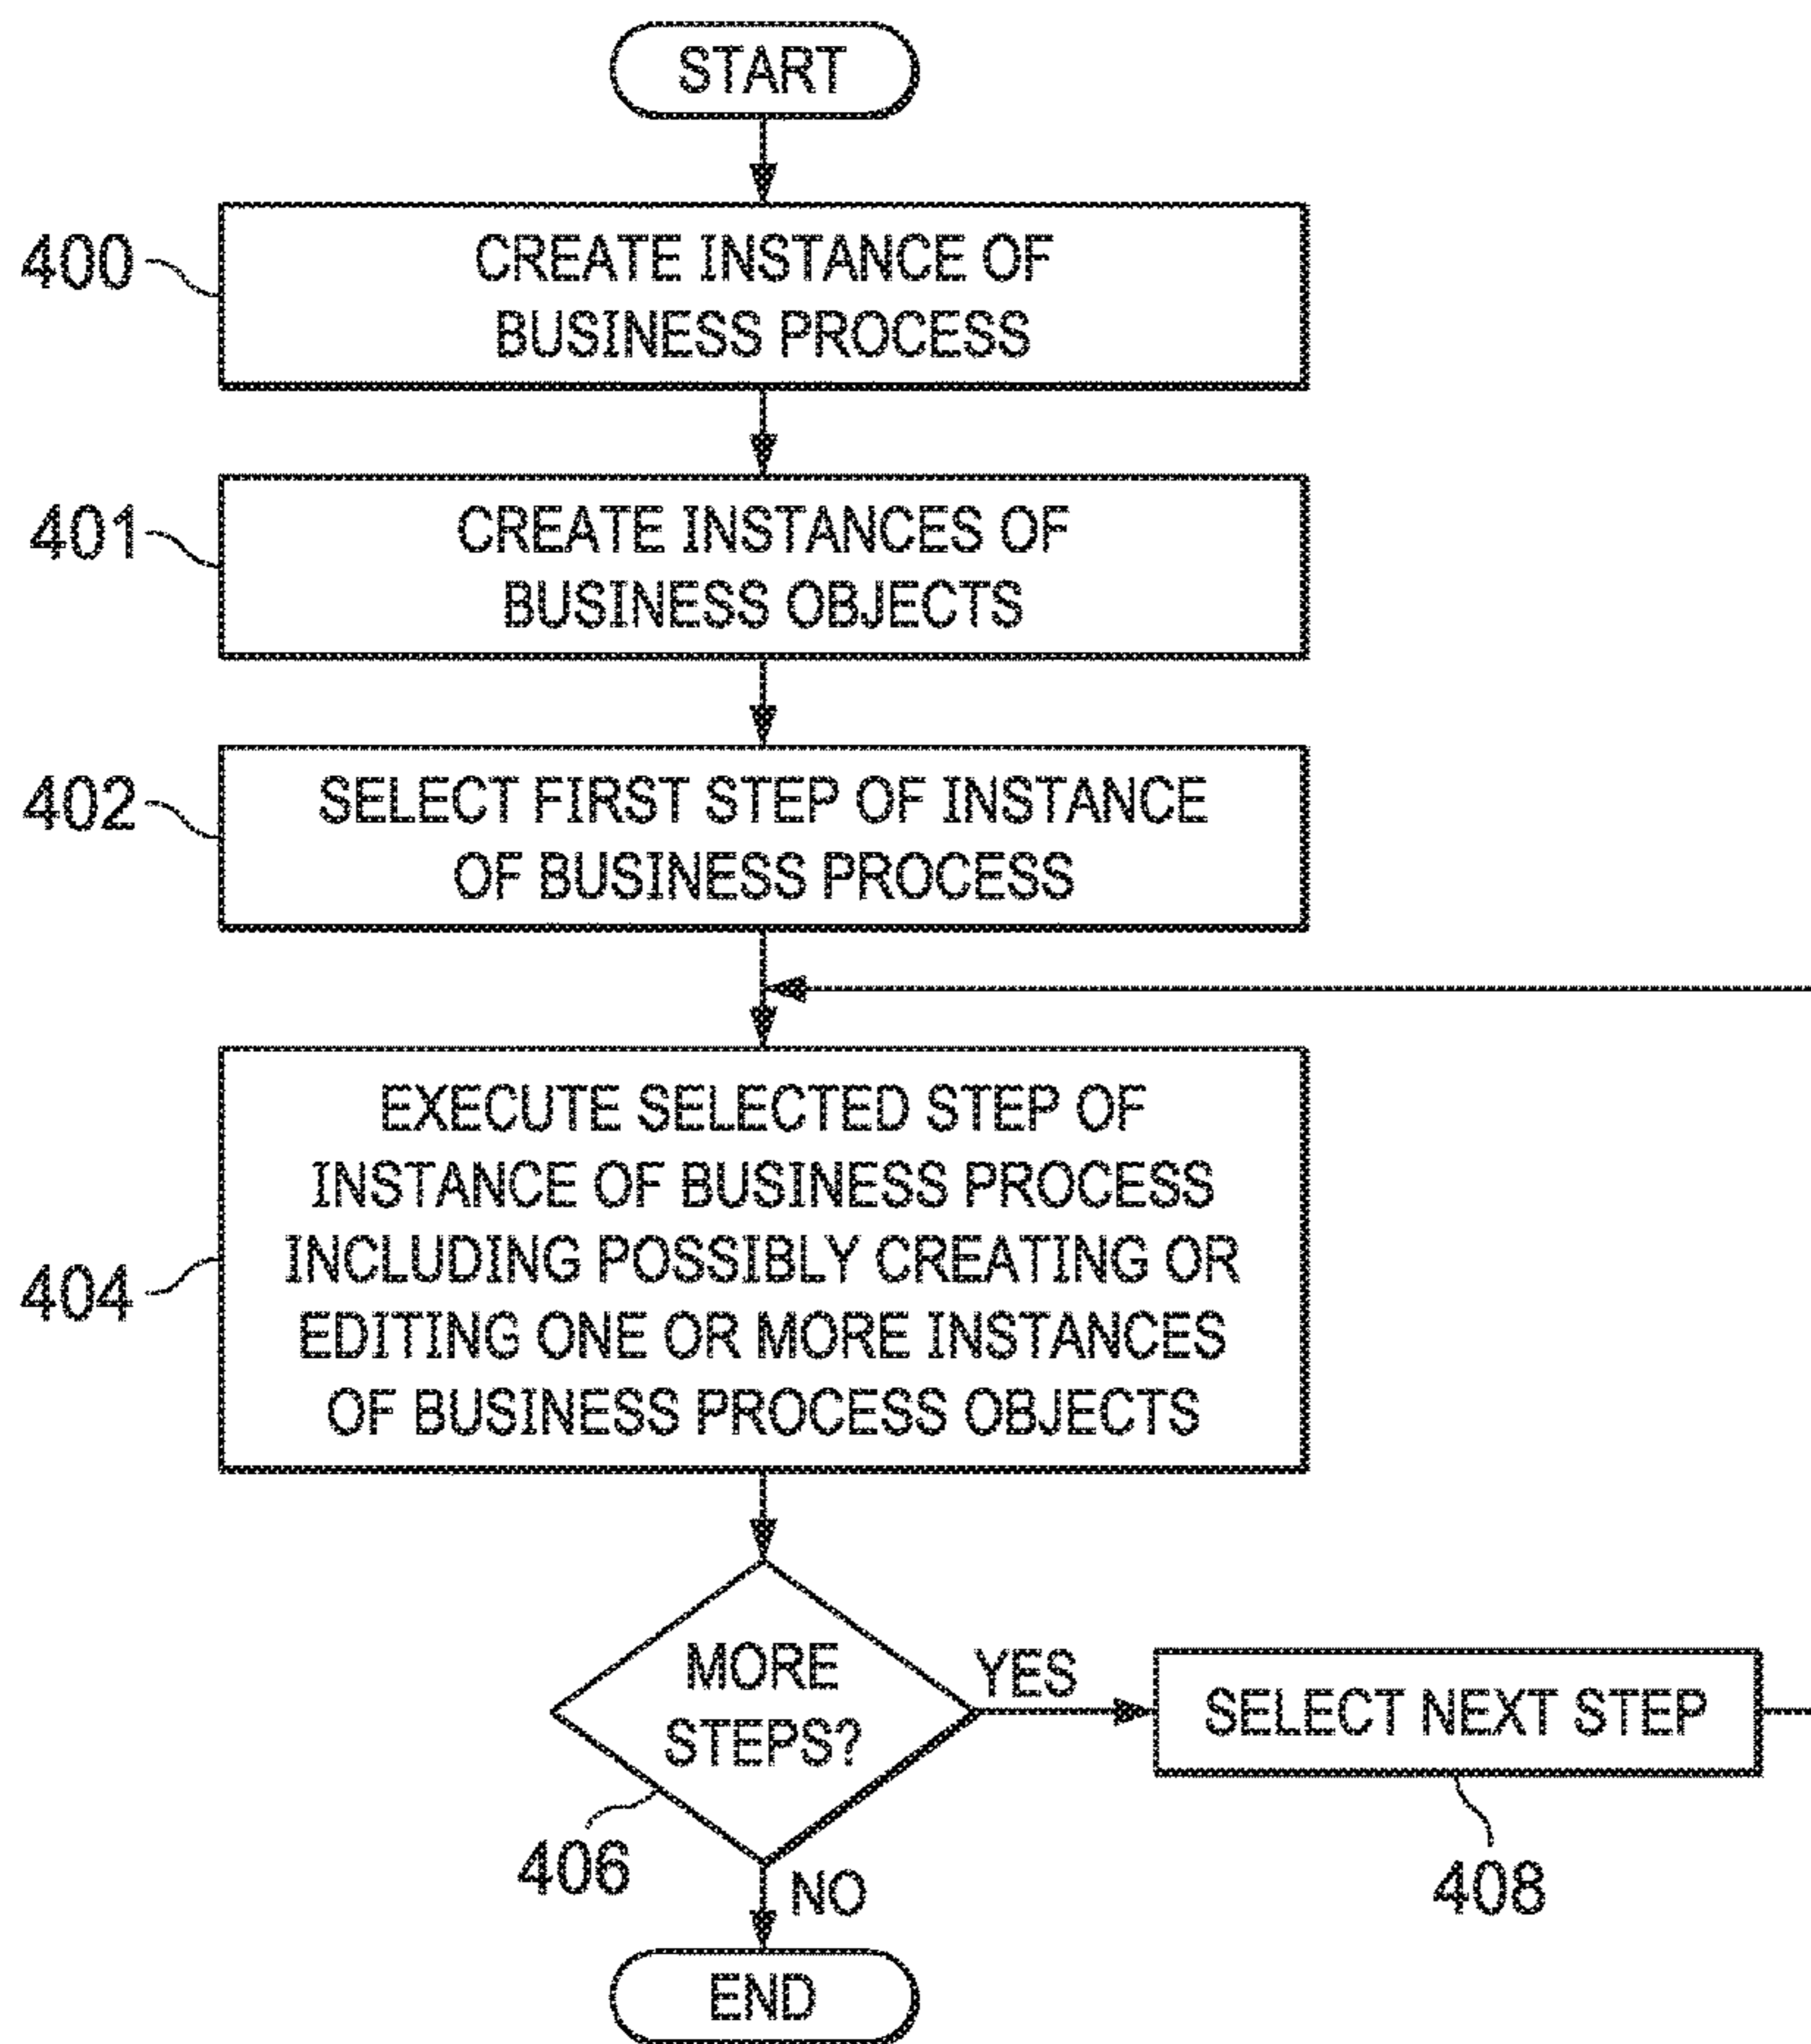 START
400
CREATE INSTANCE OF
BUSINESS PROCESS
401
CREATE INSTANCES OF
BUSINESS OBJECTS
402
SELECT FIRST STEP OF INSTANCE
OF BUSINESS PROCESS
404
EXECUTE SELECTED STEP OF
INSTANCE OF BUSINESS PROCESS
INCLUDING POSSIBLY CREATING OR
EDITING ONE OR MORE INSTANCES
OF BUSINESS PROCESS OBJECTS
MORE
STEPS?
YES
SELECT NEXT STEP
406
408
NO
END